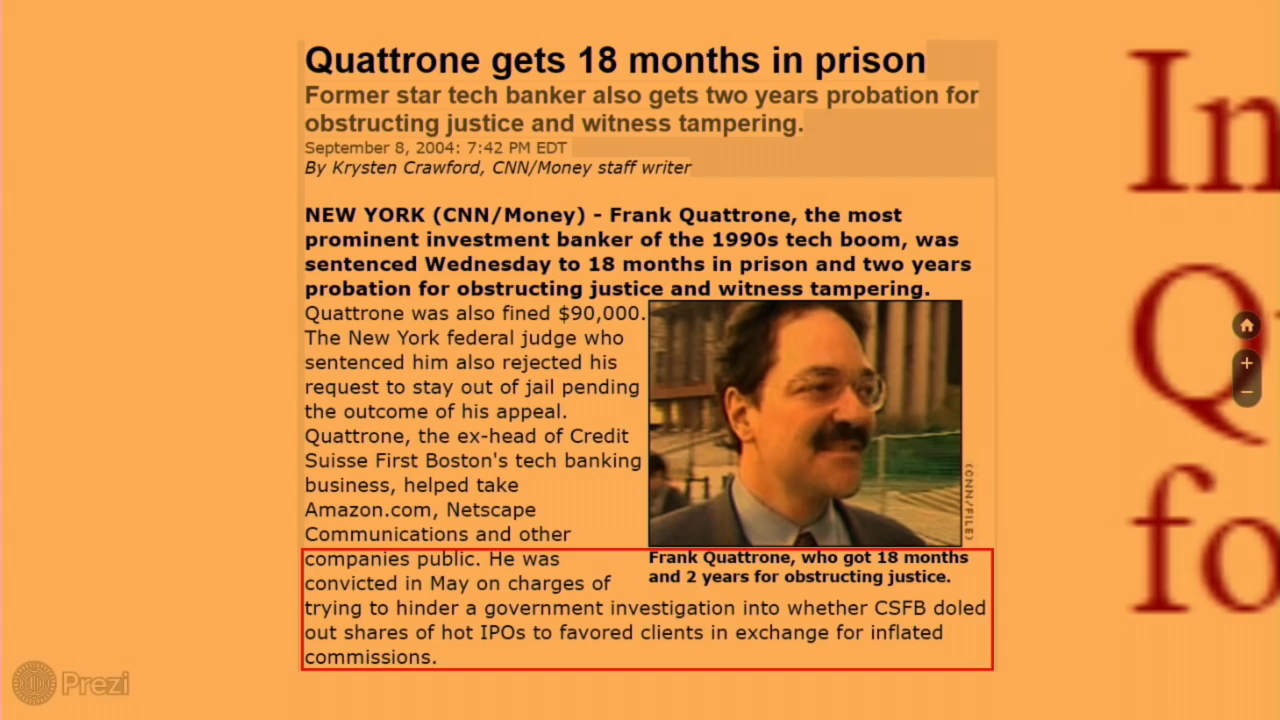 Quattrone gets 18 months in prison
Former star tech banker also gets two years probation for
obstructing justice and witness tampering.
September 8, 2004: 7:42 PM EDT
By Krysten Crawford, CNN/Money staff writer
NEW YORK (CNN/Money) - Frank Quattrone, the most
prominent investment banker of the 1990s tech boom, was
sentenced Wednesday to 18 months in prison and two years
probation for obstructing justice and witness tampering.
Quattrone was also fined $90,000.
The New York federal judge who
sentenced him also rejected his
request to stay out of jail pending
the outcome of his appeal.
Quattrone, the ex-head of Credit
Suisse First Boston's tech banking
business, helped take
Amazon.com, Netscape
Communications and other
companies public. He was
convicted in May on charges of
trying to hinder a government investigation into whether CSFB doled
out shares of hot IPOs to favored clients in exchange for inflated
commissions.
(CNN/FILE)
Frank Quattrone, who got 18 months
and 2 years for obstructing justice.
In
Q
fo
Prezi